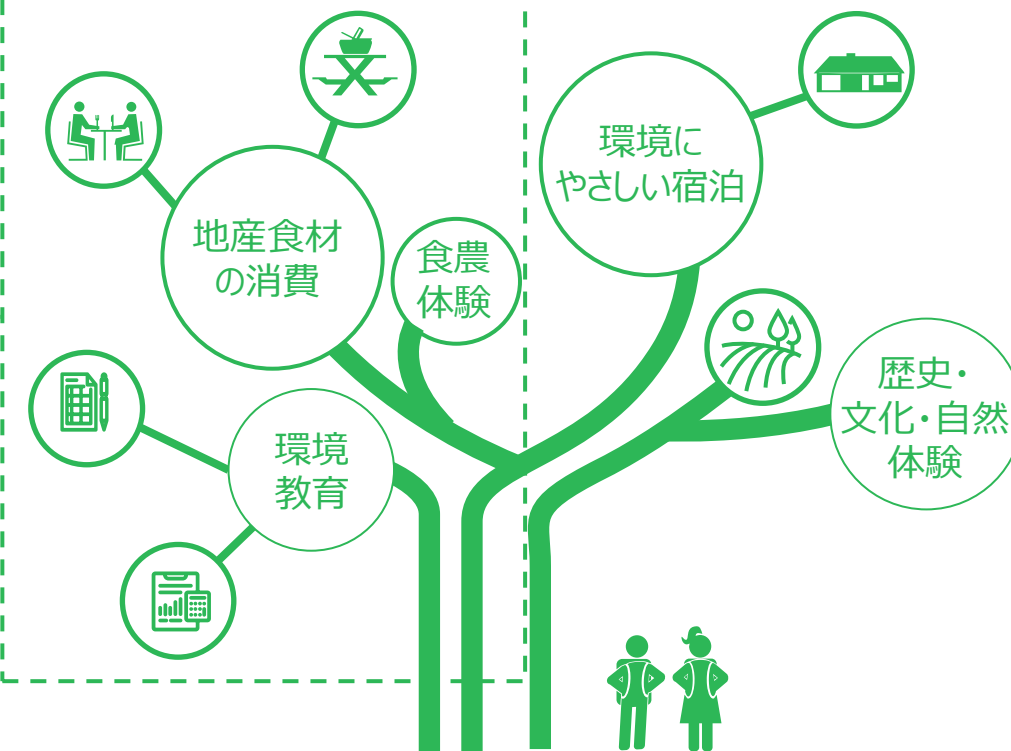 地産食材
の消費
食農
体験
環境に
やさしい宿泊
環境
教育
歴史・
文化・自然
体験